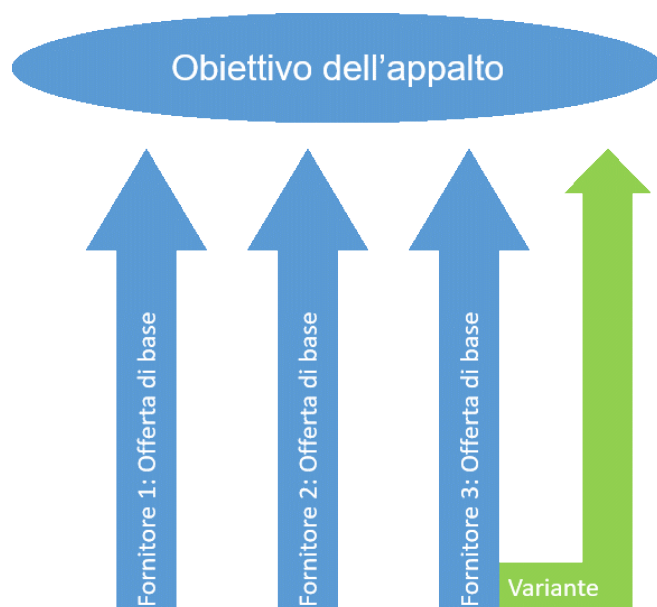 Obiettivo dell’appalto
Fornitore 1: Offerta di base
Fornitore 2: Offerta di base
Fornitore 3: Offerta di base
Variante